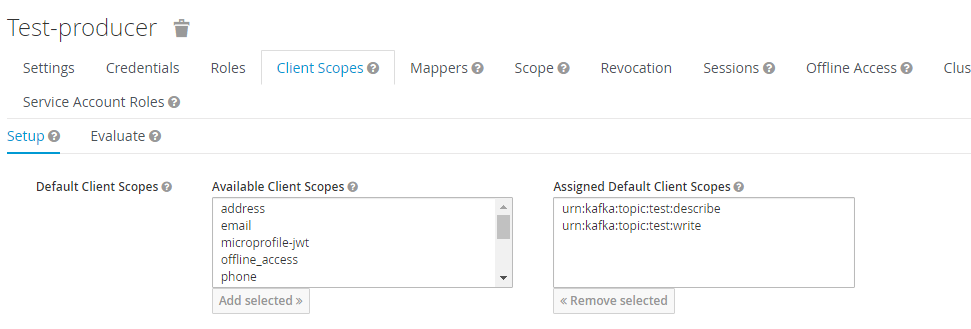 Test-producer
Settings Credentials Roles Client Scopes Mappers Scope Revocation Sessions Offline Access Clus
Service Account Roles
Setup Evaluate
Default Client Scopes Available Client Scopes Assigned Default Client Scopes
address urn:kafka:topic:test:describe
email urn:kafka:topic:test:write
microprofile-jwt
offline_access
phone
Add selected » « Remove selected